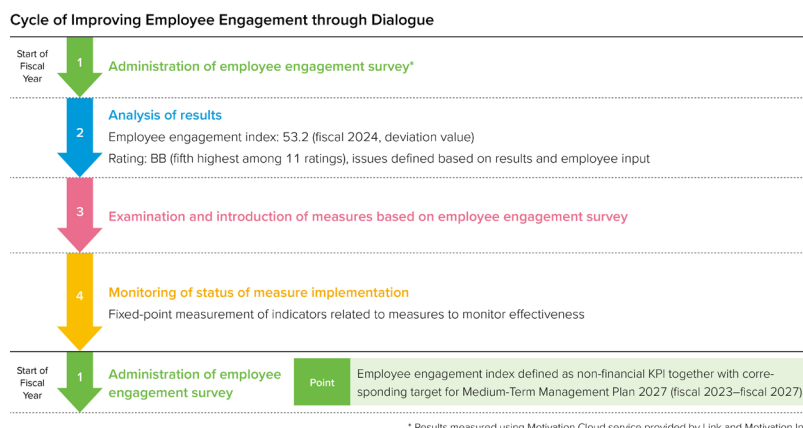 Cycle of Improving Employee Engagement through Dialogue
Start of
Fiscal
Year
1
Administration of employee engagement survey*
2
Analysis of results
Employee engagement index: 53.2 (fiscal 2024, deviation value)
Rating: BB (fifth highest among 11 ratings), issues defined based on results and employee input
3
Examination and introduction of measures based on employee engagement survey
4
Monitoring of status of measure implementation
Fixed-point measurement of indicators related to measures to monitor effectiveness
Start of
Fiscal
Year
1
Administration of employee
engagement survey
Point
Employee engagement index defined as non-financial KPI together with corre-
sponding target for Medium-Term Management Plan 2027 (fiscal 2023–fiscal 2027)
* Results measured using Motivation Cloud service provided by Link and Motivation